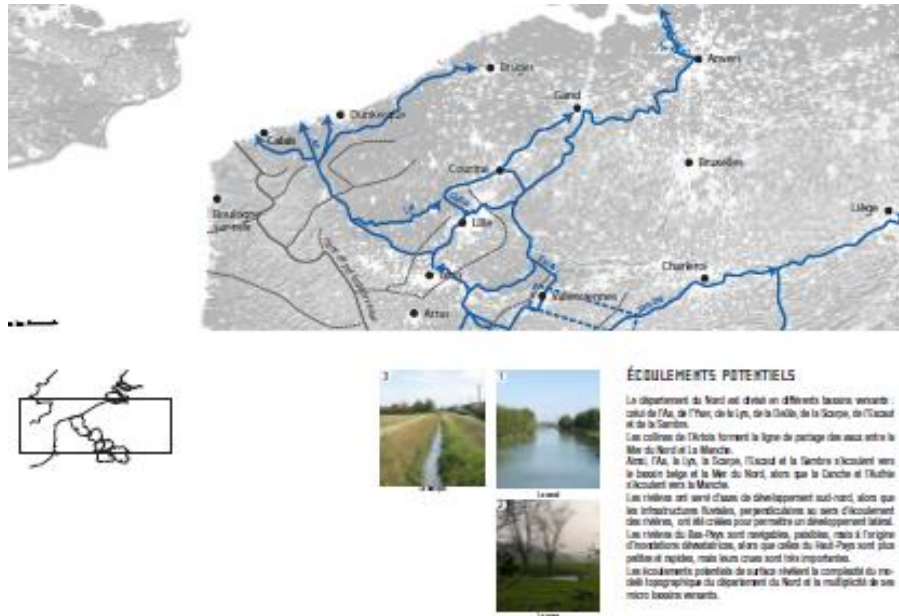 Anvers
Bruges
Gand
Dunkerque
Calais
Courtrai
Bruxelles
Boulogne
sur-mer
Lille
Liège
Charleroi
Valenciennes
Arras
3
1
2
ÉCOULEMENTS POTENTIELS
Le département du Nord est divisé en différents bassins versants :
celui de l'Aa, de l'Yser, de la Lys, de la Deûle, de la Scarpe, de l'Escaut
et de la Sambre.
Les collines de l'Artois forment la ligne de partage des eaux entre la
Mer du Nord et La Manche.
Ainsi, l'Aa, la Lys, la Scarpe, l'Escaut et la Sambre s'écoulent vers
le bassin belge et la Mer du Nord, alors que la Canche et l'Authie
s'écoulent vers la Manche.
Les rivières ont servi d'axes de développement sud-nord, alors que
les infrastructures fluviales, perpendiculaires au sens d'écoulement
des rivières, ont été créées pour permettre un développement latéral.
Les rivières du Bas-Pays sont navigables, paisibles, mais à l'origine
d'inondations dévastatrices, alors que celles du Haut-Pays sont plus
petites et rapides, mais leurs crues sont très importantes.
Les écoulements potentiels de surface révèlent la complexité du mo-
delé topographique du département du Nord et la multiplicité de ses
micro bassins versants.